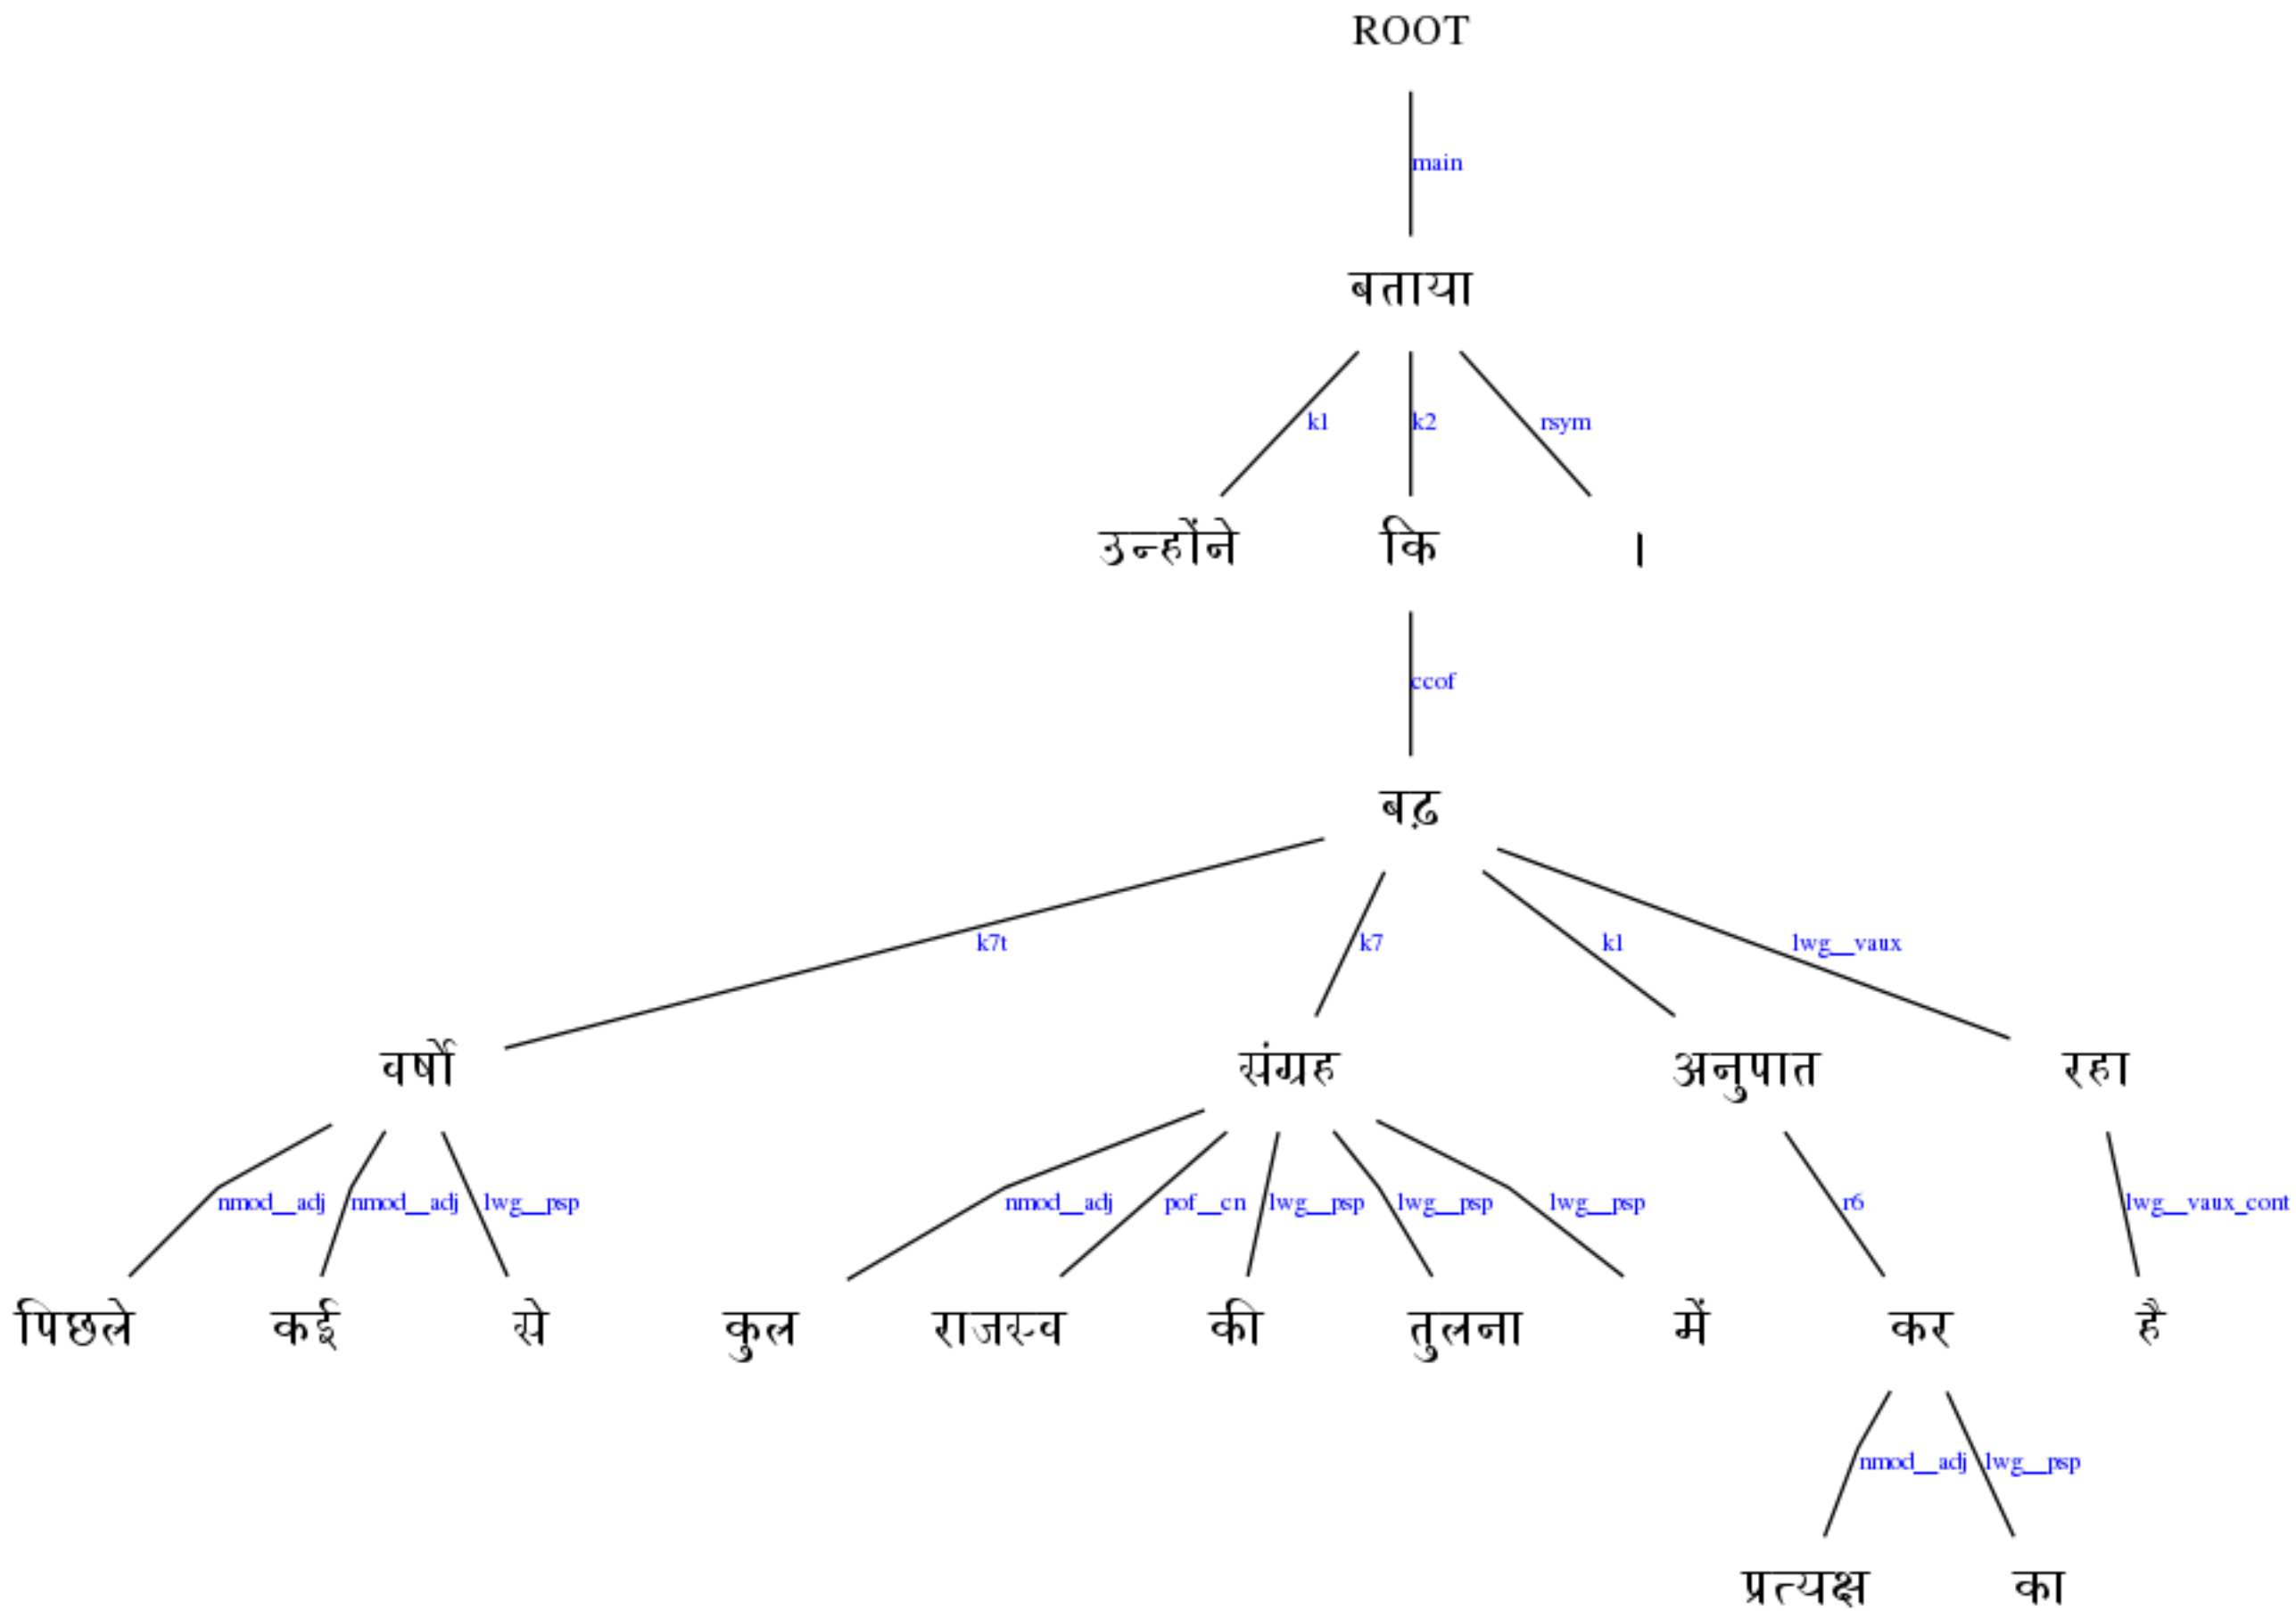 ROOT
main
बताया
k1 k2 rsym
उन्होंने कि ।
ccof
बढ़
k7t k7 k1 lwg__vaux
वर्षो संग्रह अनुपात रहा
nmod__adj nmod__adj lwg__psp nmod__adj pof__cn lwg__psp lwg__psp lwg__psp r6 lwg__vaux_cont
पिछले कई से कुल राजस्व की तुलना में कर है
nmod__adj lwg__psp
प्रत्यक्ष का